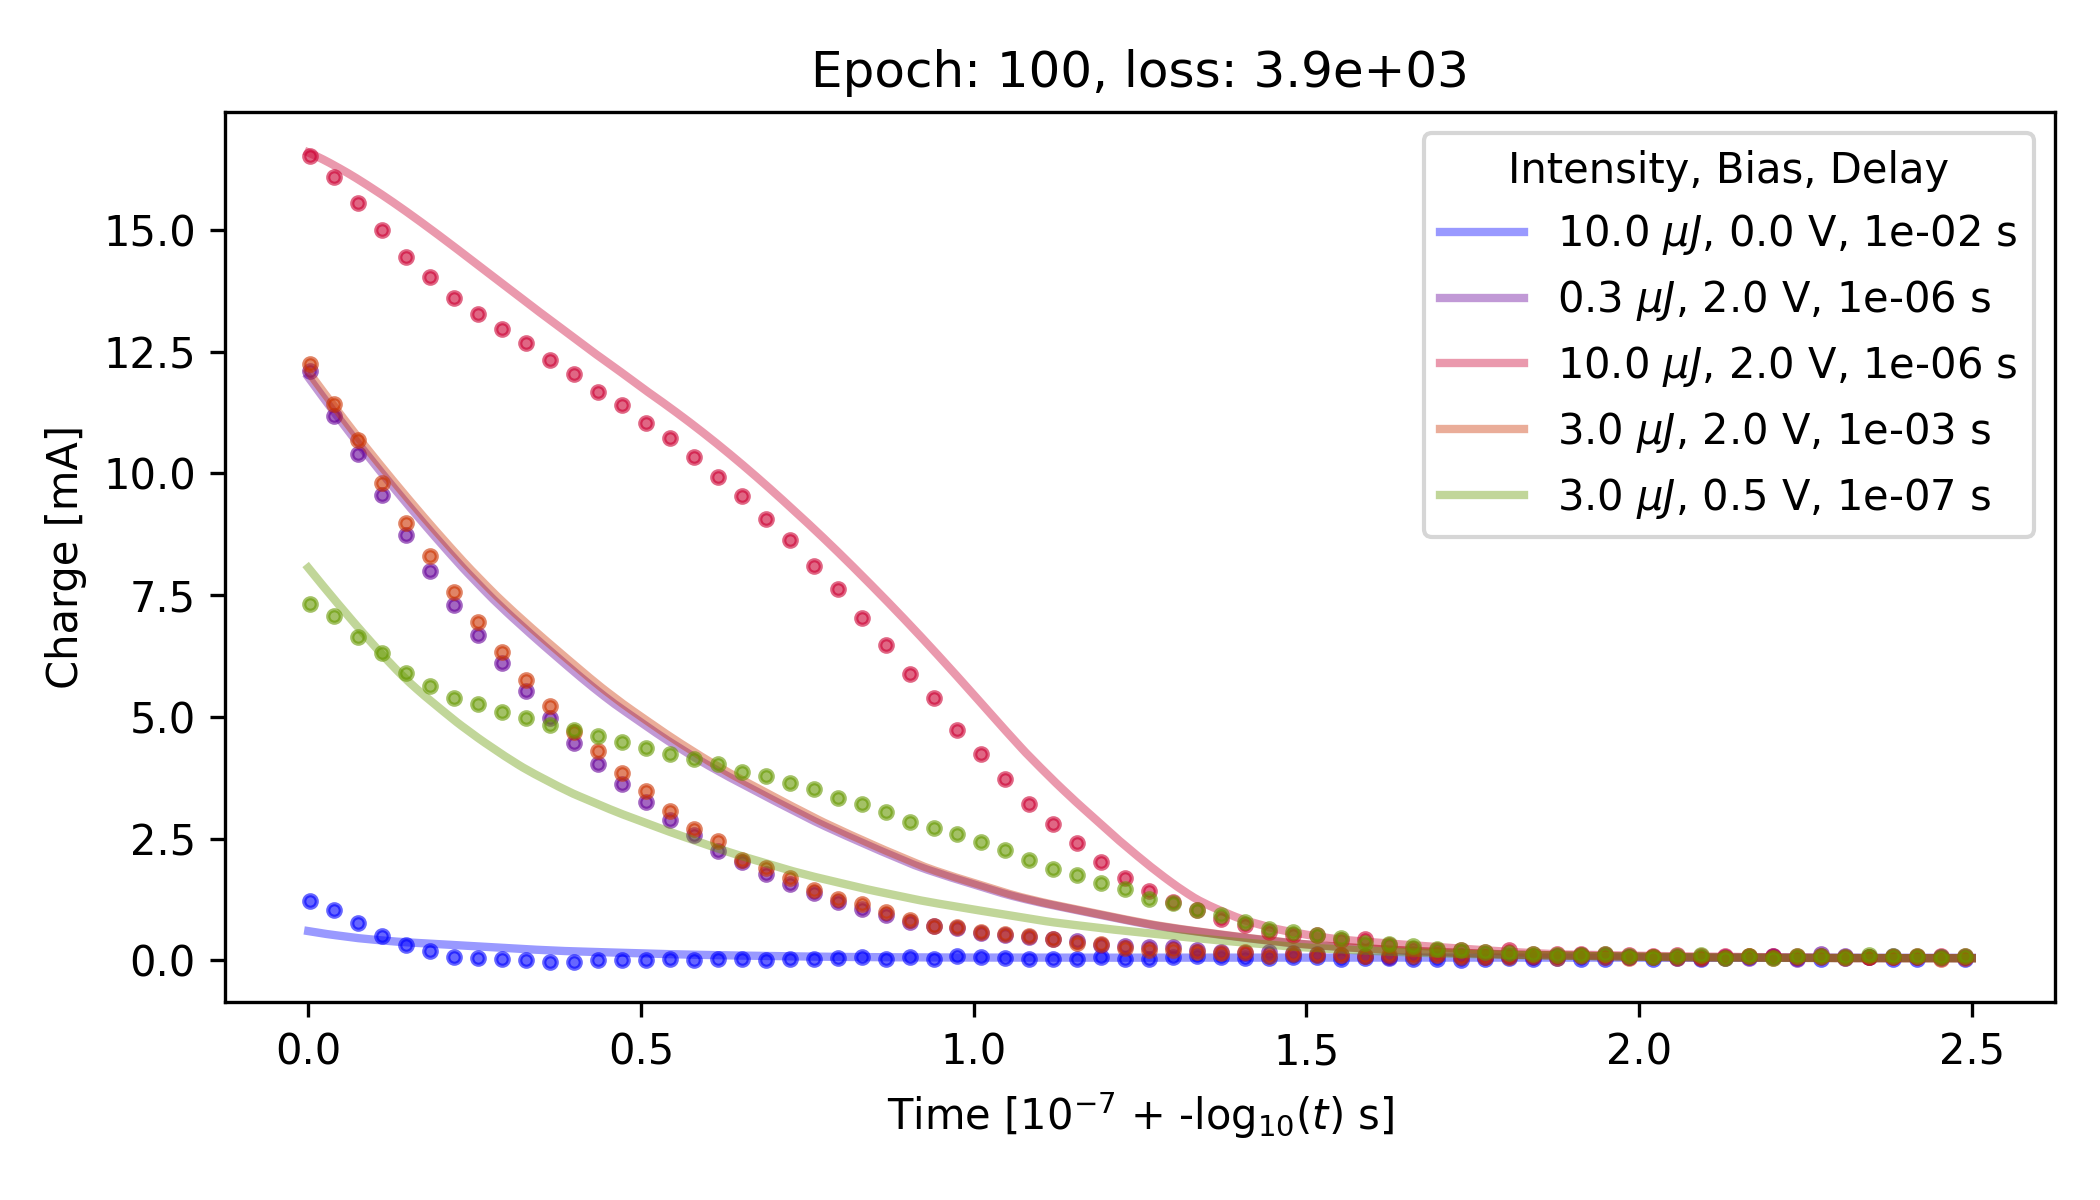 Epoch: 100, loss: 3.9e+03
Intensity, Bias, Delay
10.0 μJ, 0.0 V, 1e-02 s
0.3 μJ, 2.0 V, 1e-06 s
10.0 μJ, 2.0 V, 1e-06 s
3.0 μJ, 2.0 V, 1e-03 s
3.0 μJ, 0.5 V, 1e-07 s
Charge [mA]
15.0
12.5
10.0
7.5
5.0
2.5
0.0
0.0 0.5 1.0 1.5 2.0 2.5
Time [10⁻⁷ + -log₁₀(t) s]